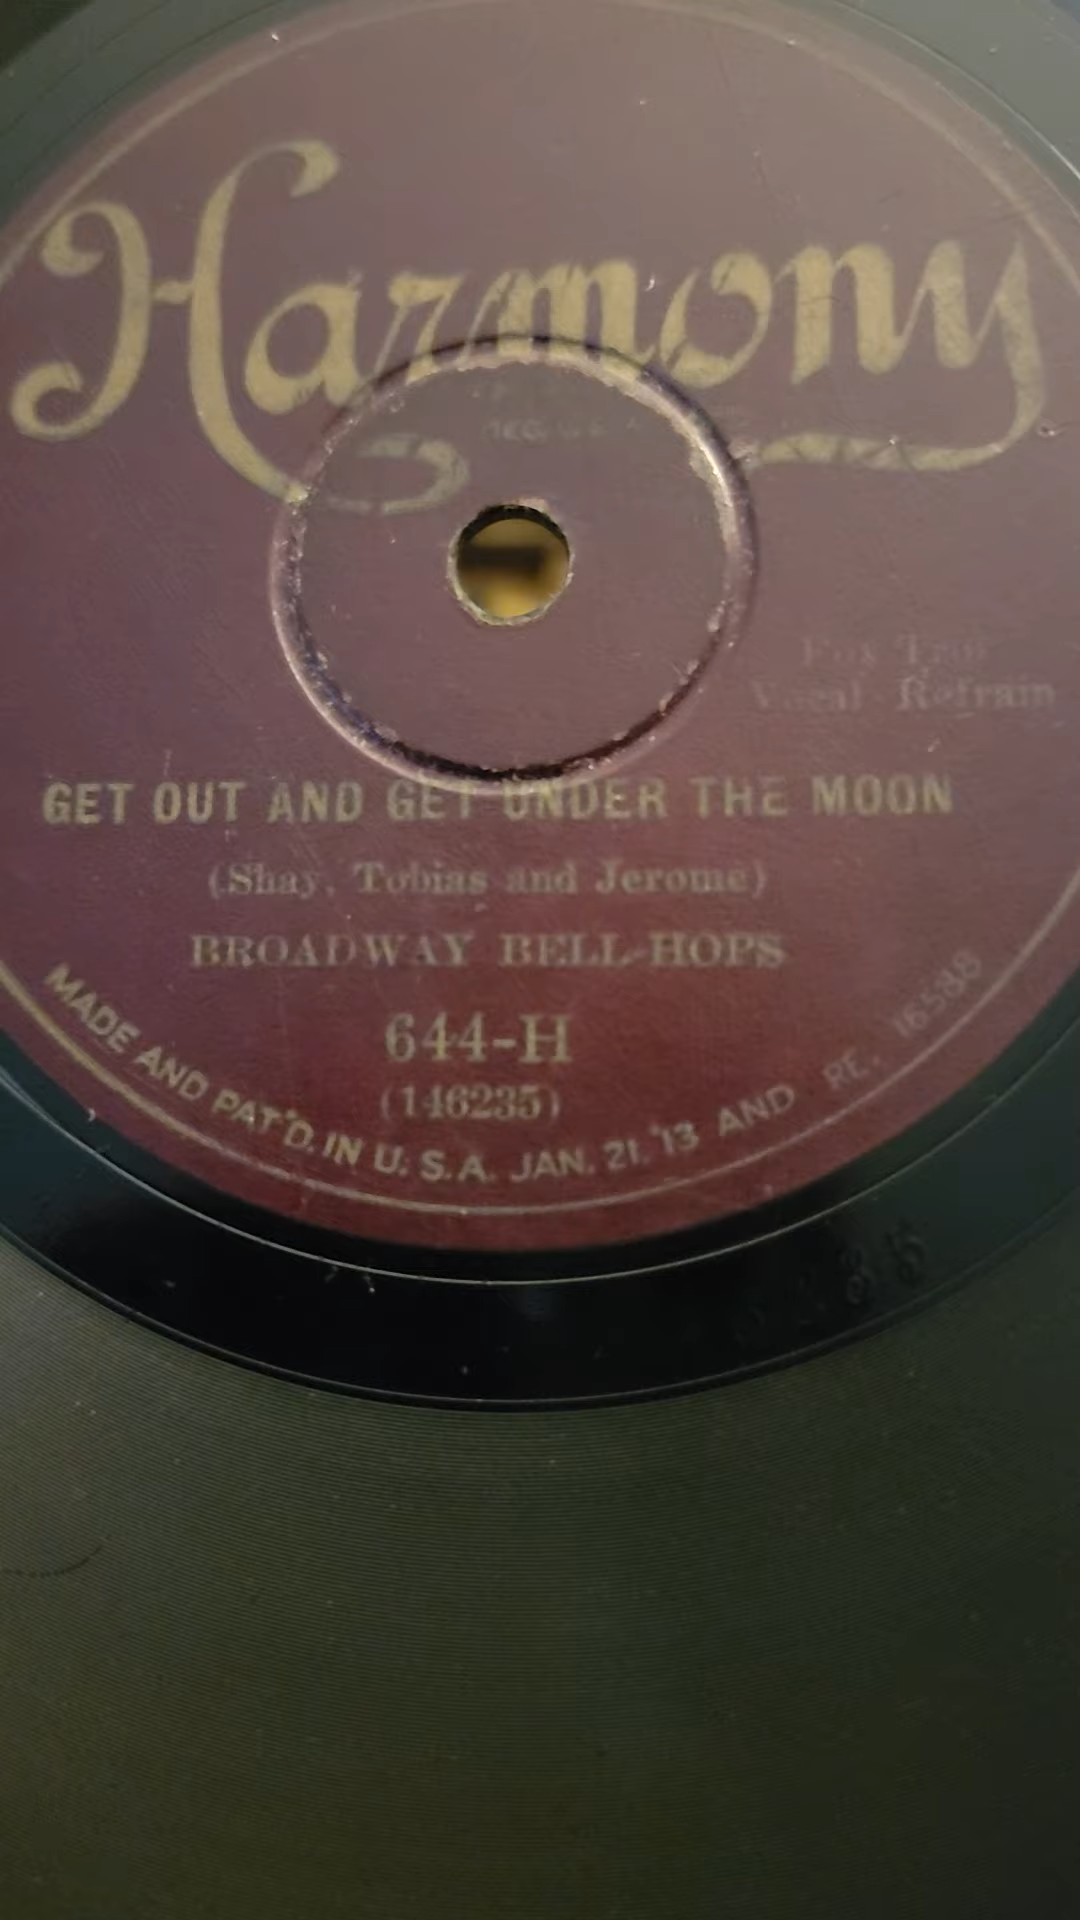 Harmony
Fox Trot
Vocal Refrain
GET OUT AND GET UNDER THE MOON
(Shay, Tobias and Jerome)
BROADWAY BELL-HOPS
644-H
(146235)
MADE AND PAT'D. IN U. S. A. JAN. 21, '13 AND RE. 16588